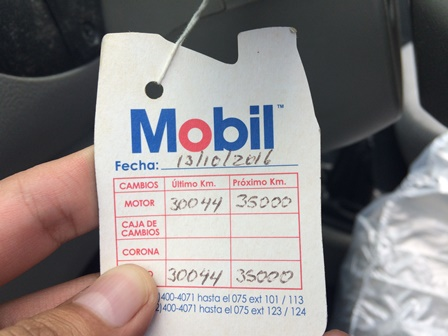 Mobil™
Fecha: 13/10/2016
CAMBIOS Último Km. Próximo Km.
MOTOR 30044 35000
CAJA DE CAMBIOS
CORONA
30044 35000
)400-4071 hasta el 075 ext 101 / 113
)400-4071 hasta el 075 ext 123 / 124